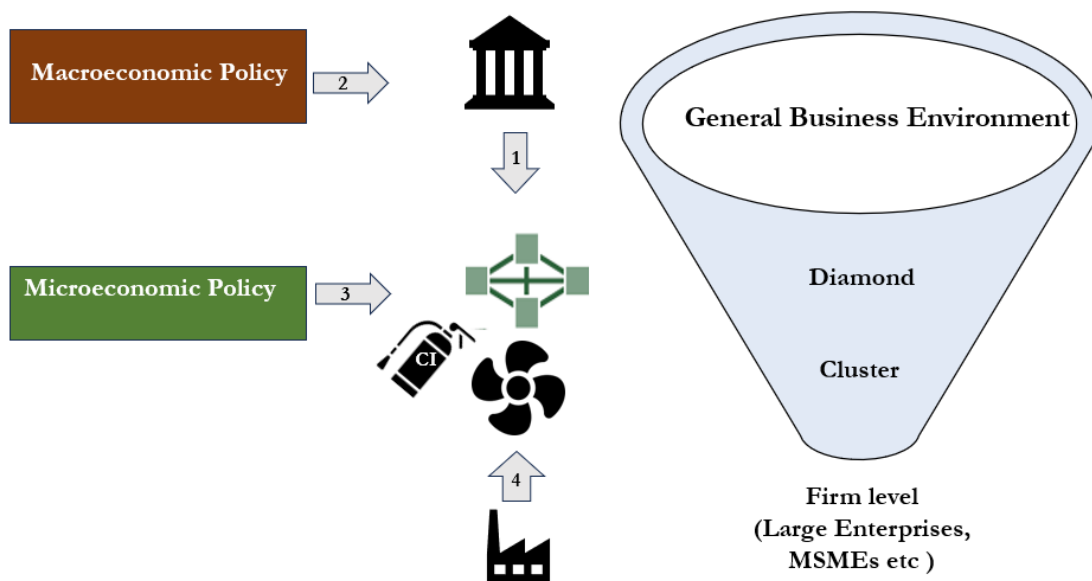 Macroeconomic Policy
2
1
General Business Environment
Microeconomic Policy
3
CI
Diamond
Cluster
4
Firm level
(Large Enterprises,
MSMEs etc )